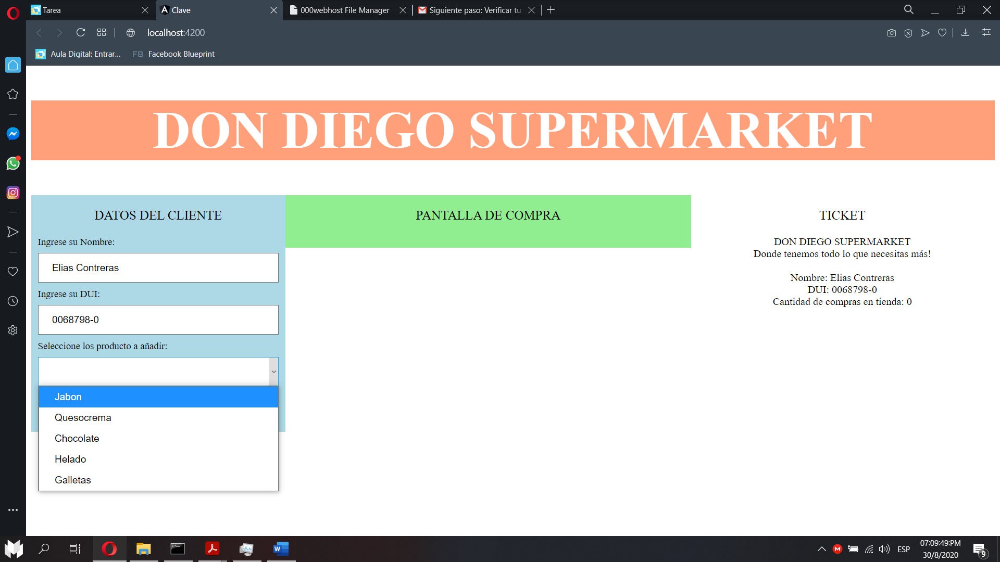 Tarea
Clave
000webhost File Manager
Siguiente paso: Verificar tu
localhost:4200
Aula Digital: Entrar...
FB Facebook Blueprint
DON DIEGO SUPERMARKET
DATOS DEL CLIENTE
Ingrese su Nombre:
Elias Contreras
Ingrese su DUI:
0068798-0
Seleccione los producto a añadir:
Jabon
Quesocrema
Chocolate
Helado
Galletas
PANTALLA DE COMPRA
TICKET
DON DIEGO SUPERMARKET
Donde tenemos todo lo que necesitas más!
Nombre: Elias Contreras
DUI: 0068798-0
Cantidad de compras en tienda: 0
ESP
07:09:49:PM
30/8/2020
9